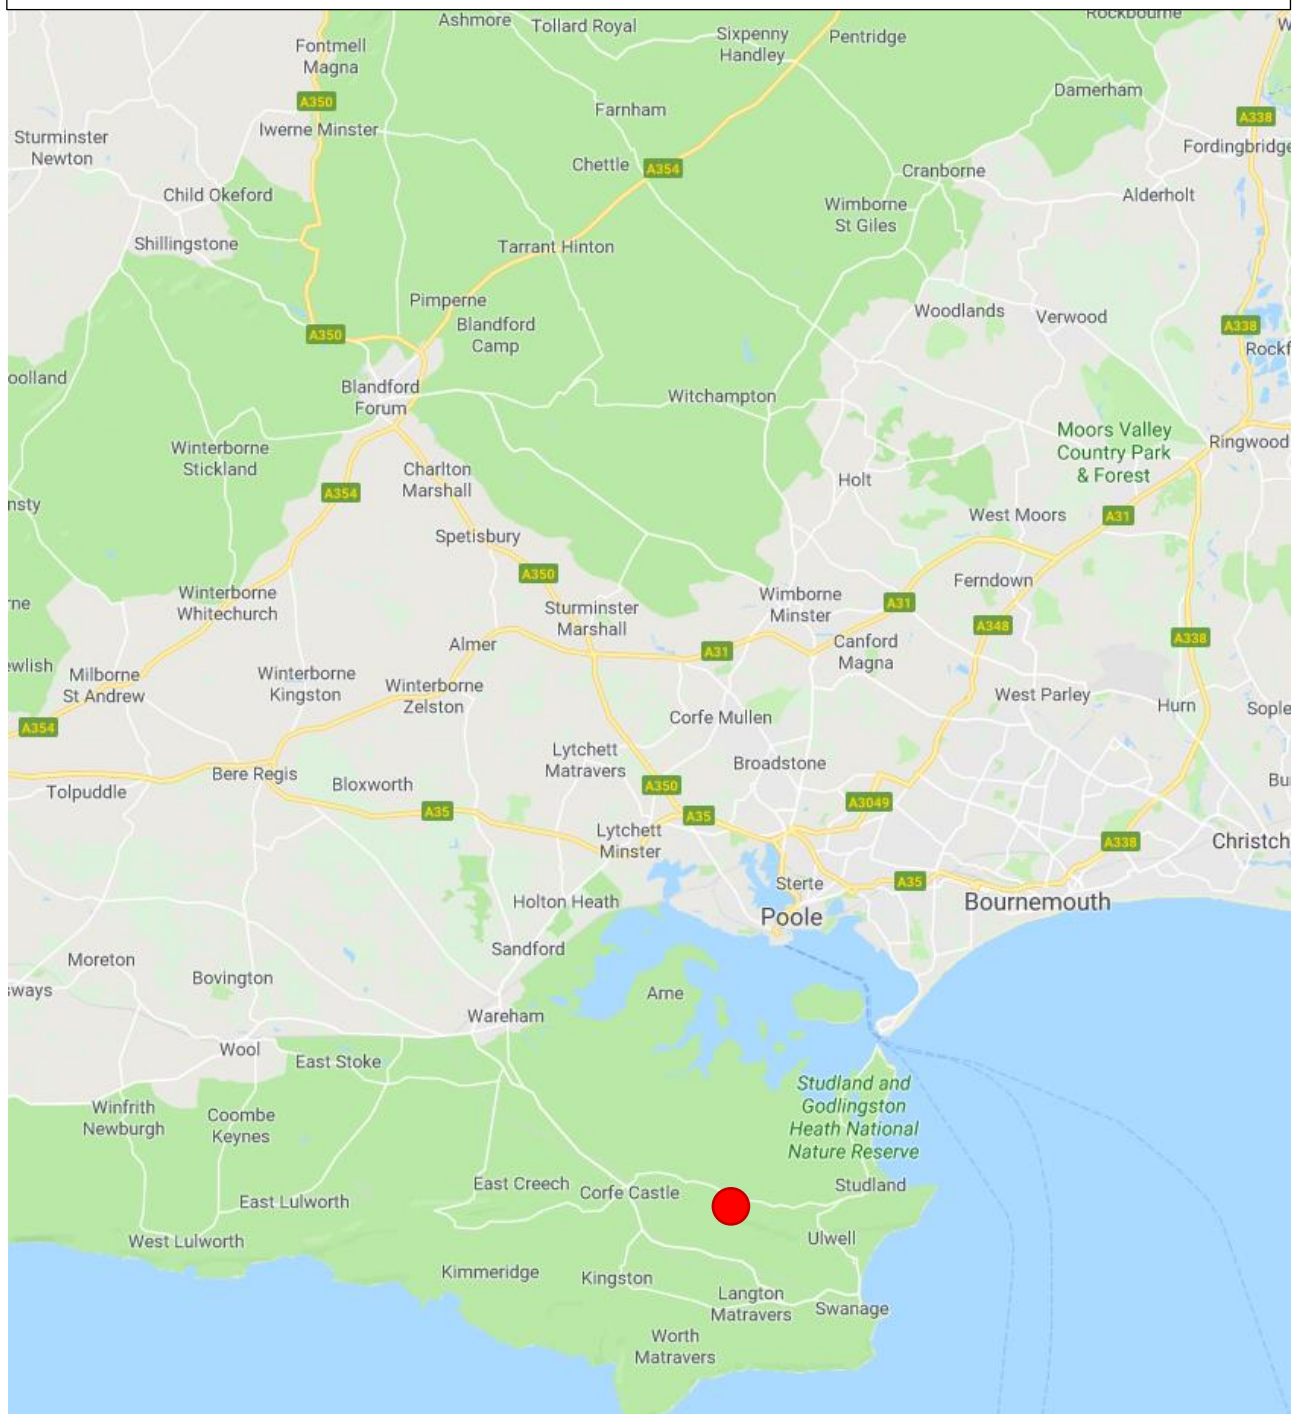 Ashmore
Tollard Royal
Rockbourne
Sixpenny
Handley
Pentridge
Fontmell
Magna
Damerham
A350
Farnham
A338
Iwerne Minster
Sturminster
Newton
Fordingbridge
Chettle
A354
Cranborne
Child Okeford
Alderholt
Wimborne
St Giles
Shillingstone
Tarrant Hinton
Pimperne
Woodlands
Verwood
Blandford
Camp
A350
A338
Rockf
oolland
Blandford
Forum
Witchampton
Moors Valley
Country Park
& Forest
Ringwood
Winterborne
Stickland
Charlton
Marshall
Holt
A354
nsty
West Moors
A31
Spetisbury
A350
Ferndown
Winterborne
Whitechurch
rne
Sturminster
Marshall
Wimborne
Minster
A31
A348
A338
Almer
A31
Canford
Magna
ewlish
Milborne
St Andrew
Winterborne
Kingston
Winterborne
Zelston
West Parley
Hurn
Sople
A354
Corfe Mullen
Lytchett
Matravers
Broadstone
Bere Regis
Bloxworth
A350
Bu
Tolpuddle
A35
A35
A3049
Lytchett
Minster
A338
Christch
Sterte
A35
Holton Heath
Poole
Bournemouth
Sandford
Moreton
Bovington
sways
Arne
Wareham
Wool
East Stoke
Studland and
Godlingston
Heath National
Nature Reserve
Winfrith
Newburgh
Coombe
Keynes
East Creech
Corfe Castle
Studland
East Lulworth
West Lulworth
Ulwell
Kimmeridge
Kingston
Langton
Matravers
Swanage
Worth
Matravers